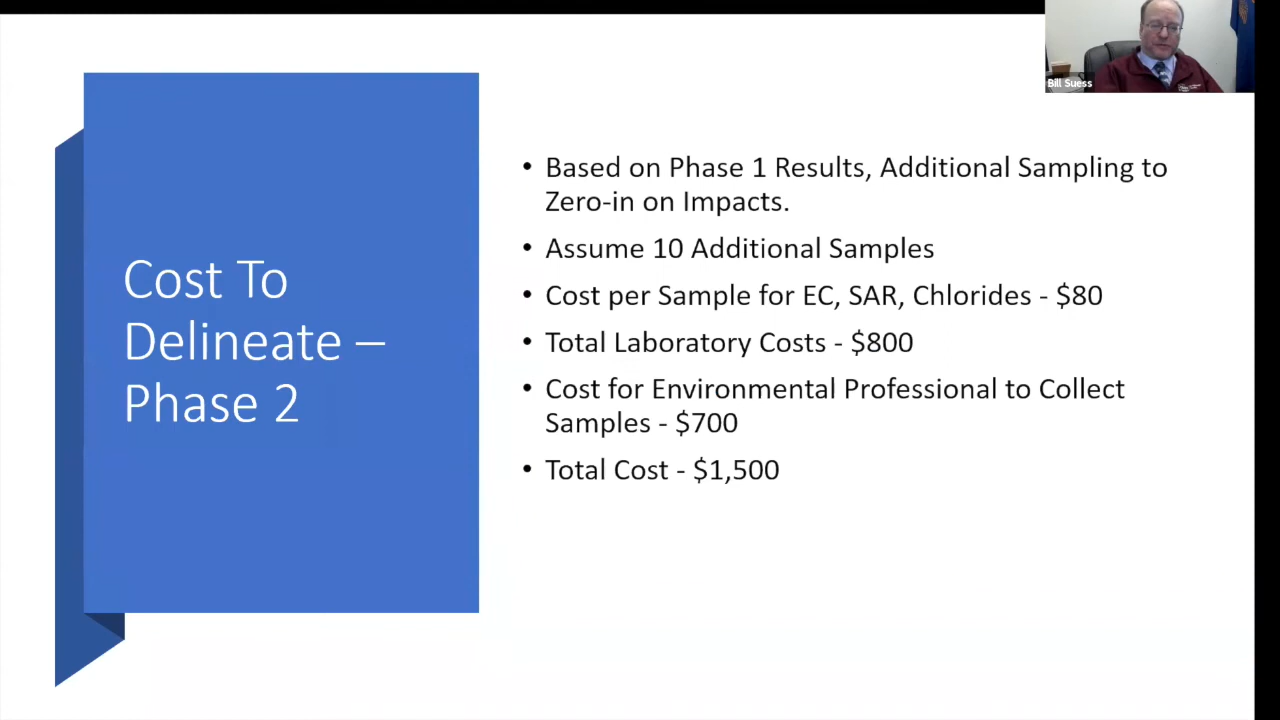 Bill Suess
Cost To
Delineate –
Phase 2
• Based on Phase 1 Results, Additional Sampling to
Zero-in on Impacts.
• Assume 10 Additional Samples
• Cost per Sample for EC, SAR, Chlorides - $80
• Total Laboratory Costs - $800
• Cost for Environmental Professional to Collect
Samples - $700
• Total Cost - $1,500